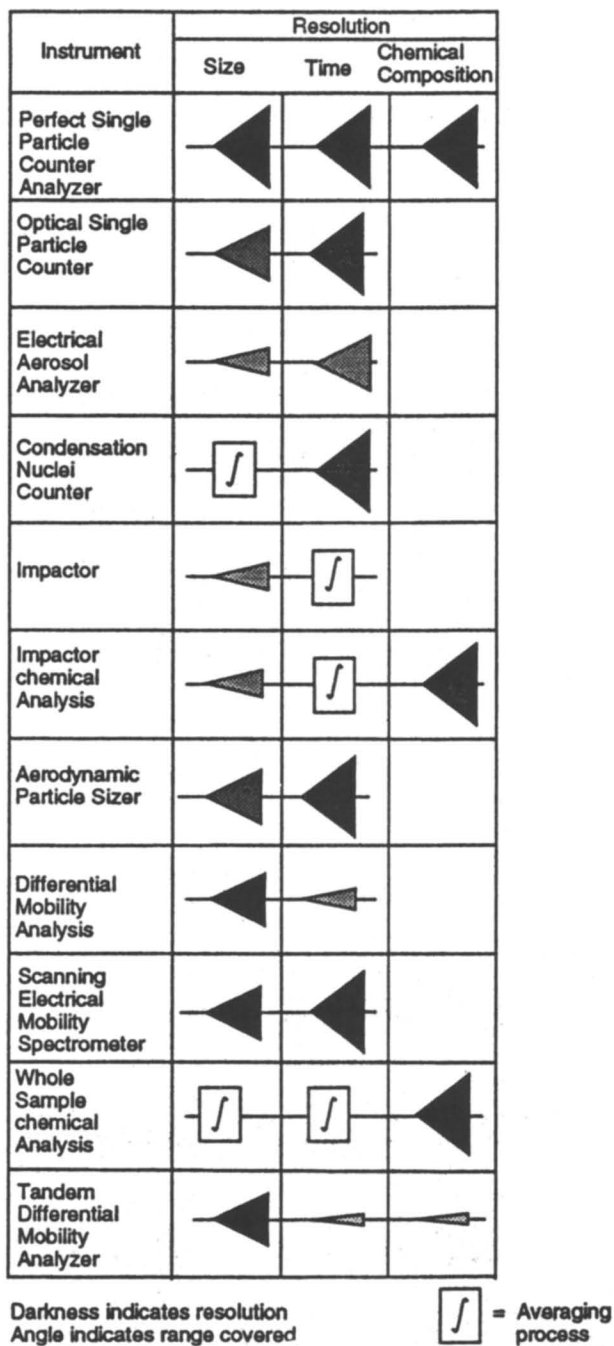 Instrument
Resolution
Size
Time
Chemical
Composition
Perfect Single
Particle
Counter
Analyzer
Optical Single
Particle
Counter
Electrical
Aerosol
Analyzer
Condensation
Nuclei
Counter
∫
Impactor
∫
Impactor
chemical
Analysis
∫
Aerodynamic
Particle Sizer
Differential
Mobility
Analysis
Scanning
Electrical
Mobility
Spectrometer
Whole
Sample
chemical
Analysis
∫
∫
Tandem
Differential
Mobility
Analyzer
Darkness indicates resolution
Angle indicates range covered
∫ = Averaging
process